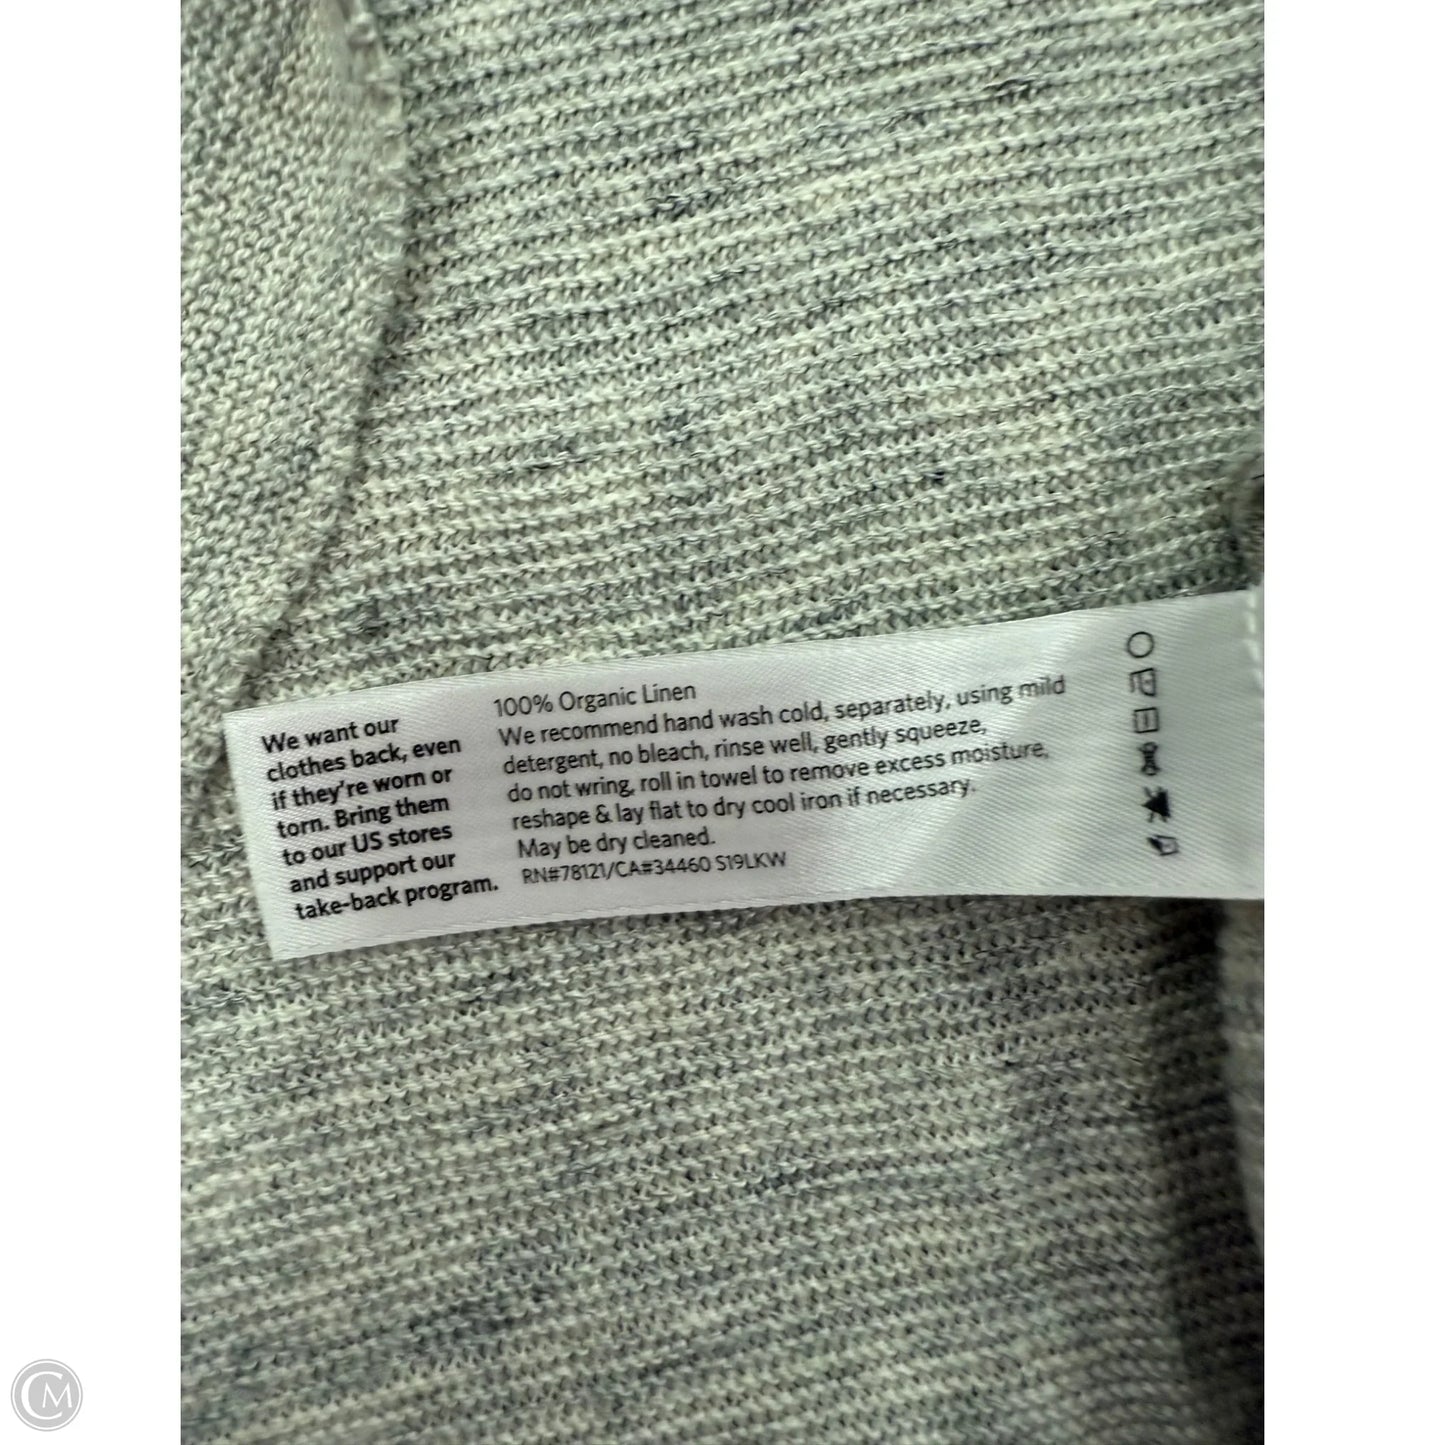 We want our
clothes back, even
if they're worn or
torn. Bring them
to our US stores
and support our
take-back program.
100% Organic Linen
We recommend hand wash cold, separately, using mild
detergent, no bleach, rinse well, gently squeeze,
do not wring, roll in towel to remove excess moisture,
reshape & lay flat to dry cool iron if necessary.
May be dry cleaned.
RN#78121/CA#34460 S19LKW
CM